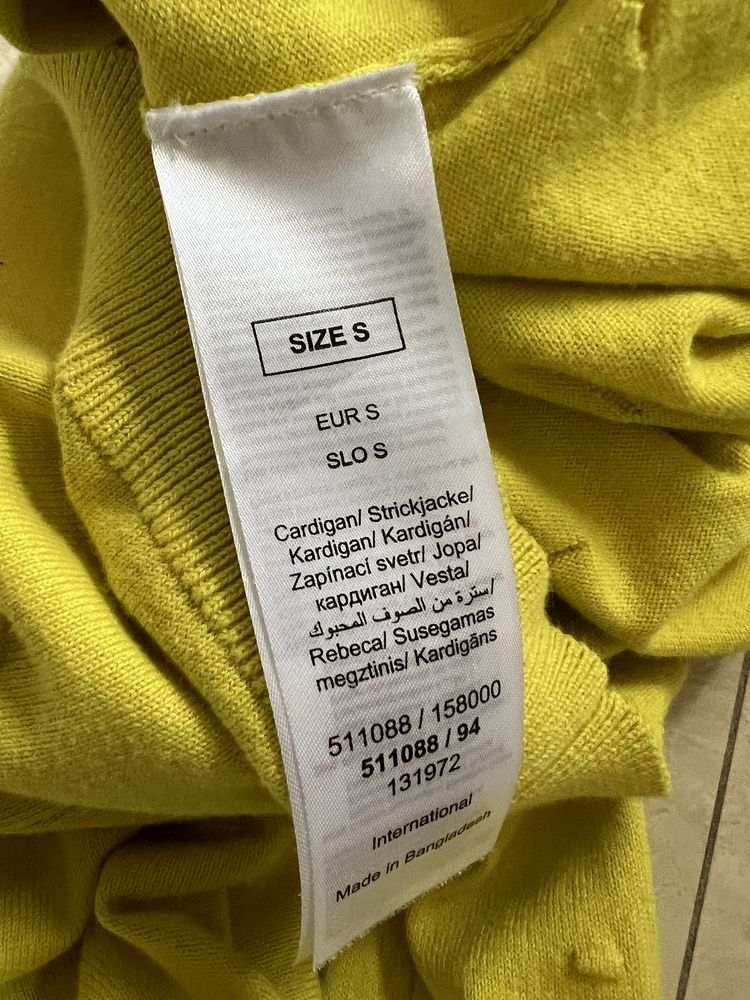 SIZE S
EUR S
SLO S
Cardigan/ Strickjacke/
Kardigan/ Kardigán/
Zapínací svetr/ Jopa/
кардиган/ Vesta/
سترة من الصوف المحبوك/
Rebeca/ Susegamas
megztinis/ Kardigāns
511088 / 158000
511088 / 94
131972
International
Made in Bangladesh